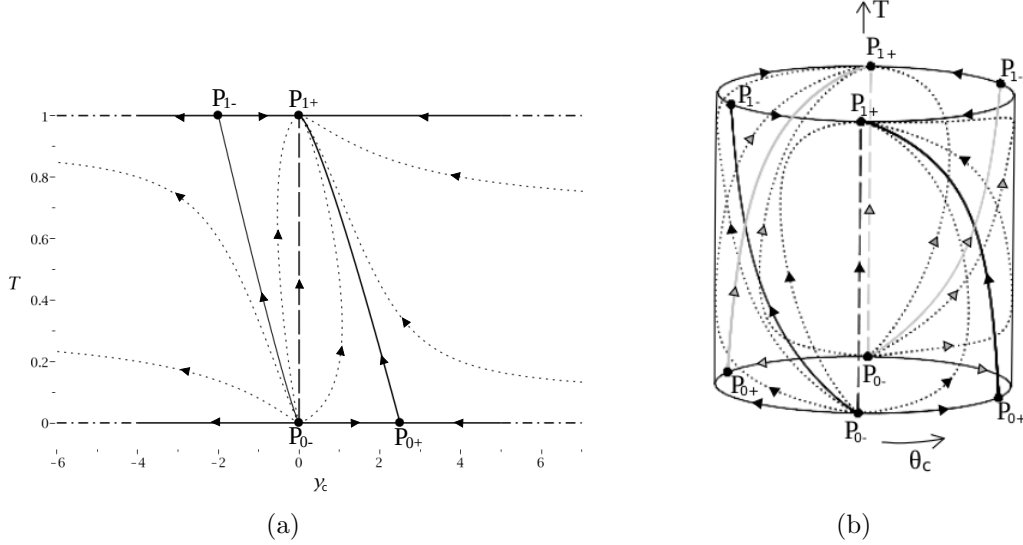 T
P1+
P1-
P1-
P1+
P1-
P1+
1
0.8
0.6
T
0.4
0.2
P0-
P0+
P0+
0
P0-
P0+
P0-
-6
-4
-2
0
2
4
6
yc
θc
(a)
(b)